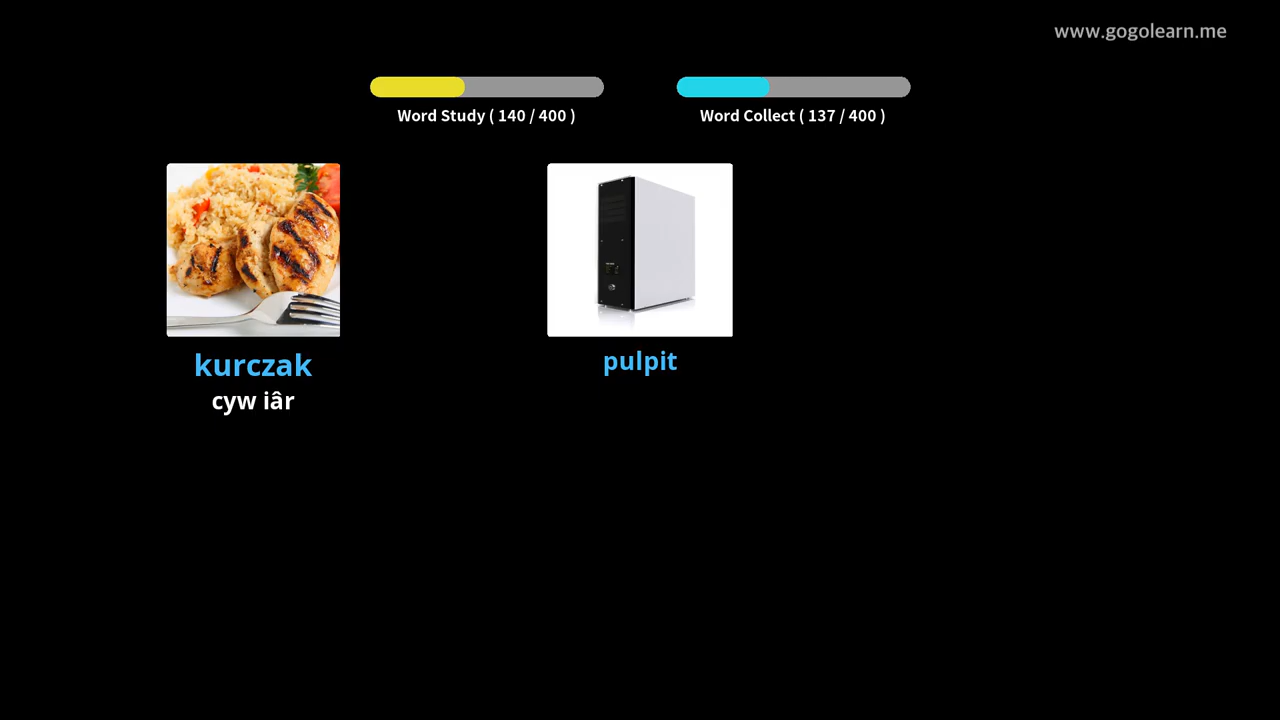 www.gogolearn.me
Word Study ( 140 / 400 )
Word Collect ( 137 / 400 )
kurczak
cyw iâr
pulpit